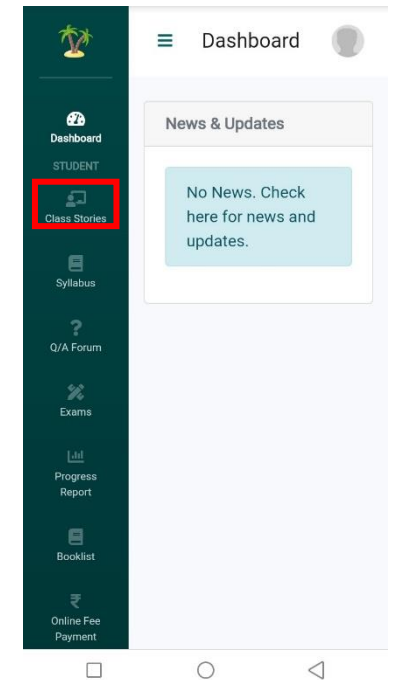 Dashboard
Dashboard
STUDENT
Class Stories
Syllabus
Q/A Forum
Exams
Progress
Report
Booklist
Online Fee
Payment
News & Updates
No News. Check
here for news and
updates.